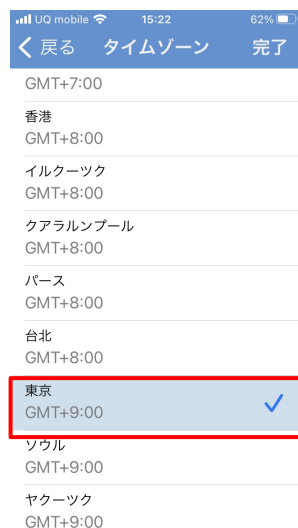 UQ mobile 15:22 62%
戻る タイムゾーン 完了
GMT+7:00
香港
GMT+8:00
イルクーツク
GMT+8:00
クアラルンプール
GMT+8:00
パース
GMT+8:00
台北
GMT+8:00
東京
GMT+9:00
ソウル
GMT+9:00
ヤクーツク
GMT+9:00